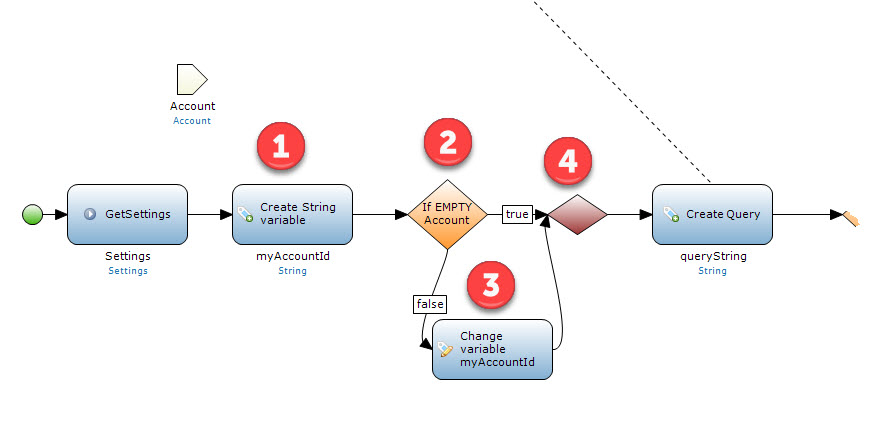 Account
Account
1
2
4
GetSettings
Create String
variable
If EMPTY
Account
true
Create Query
Settings
Settings
myAccountId
String
queryString
String
false
3
Change
variable
myAccountId